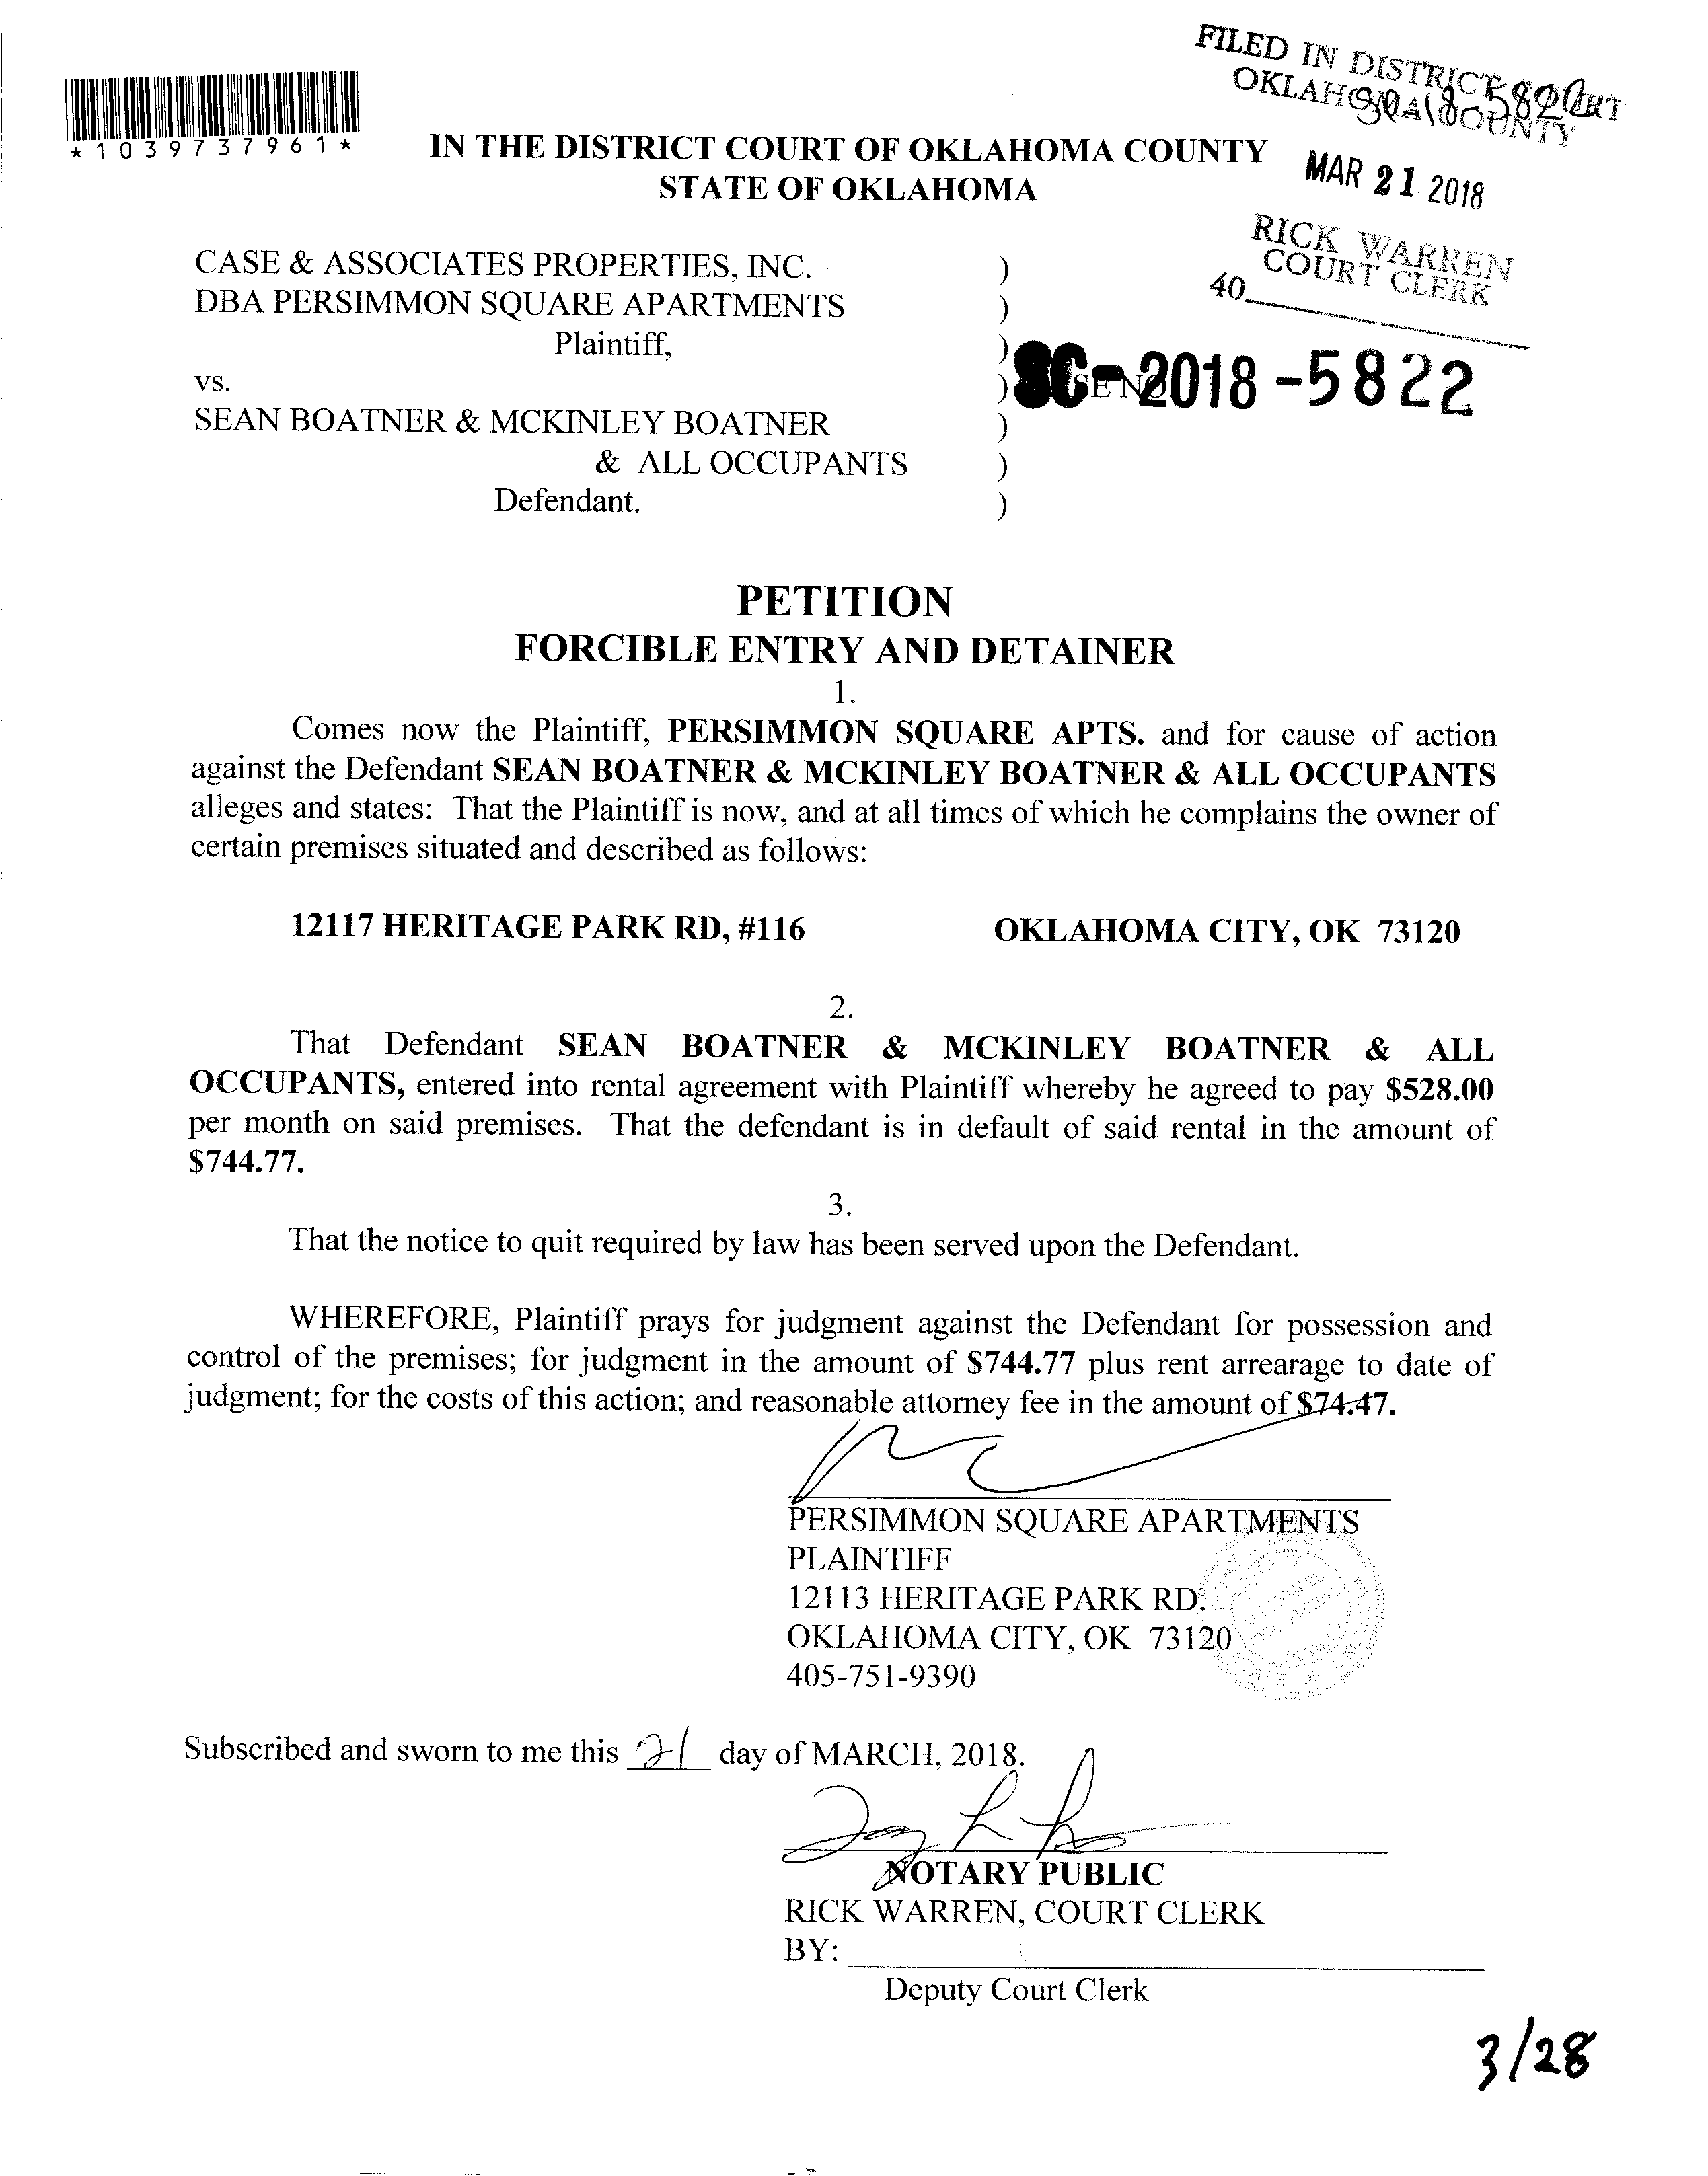 FILED IN DISTRICT COURT
OKLAHOMA COUNTY
*1039737961*
IN THE DISTRICT COURT OF OKLAHOMA COUNTY
STATE OF OKLAHOMA
MAR 21 2018
RICK WARREN
COURT CLERK
40
CASE & ASSOCIATES PROPERTIES, INC. )
DBA PERSIMMON SQUARE APARTMENTS )
Plaintiff, )
vs. ) SC-2018-5822
SEAN BOATNER & MCKINLEY BOATNER )
& ALL OCCUPANTS )
Defendant. )
PETITION
FORCIBLE ENTRY AND DETAINER
1.
Comes now the Plaintiff, PERSIMMON SQUARE APTS. and for cause of action
against the Defendant SEAN BOATNER & MCKINLEY BOATNER & ALL OCCUPANTS
alleges and states: That the Plaintiff is now, and at all times of which he complains the owner of
certain premises situated and described as follows:
12117 HERITAGE PARK RD, #116 OKLAHOMA CITY, OK 73120
2.
That Defendant SEAN BOATNER & MCKINLEY BOATNER & ALL
OCCUPANTS, entered into rental agreement with Plaintiff whereby he agreed to pay $528.00
per month on said premises. That the defendant is in default of said rental in the amount of
$744.77.
3.
That the notice to quit required by law has been served upon the Defendant.
WHEREFORE, Plaintiff prays for judgment against the Defendant for possession and
control of the premises; for judgment in the amount of $744.77 plus rent arrearage to date of
judgment; for the costs of this action; and reasonable attorney fee in the amount of $74.47.
PERSIMMON SQUARE APARTMENTS
PLAINTIFF
12113 HERITAGE PARK RD.
OKLAHOMA CITY, OK 73120
405-751-9390
Subscribed and sworn to me this 21 day of MARCH, 2018.
NOTARY PUBLIC
RICK WARREN, COURT CLERK
BY:
Deputy Court Clerk
3/28